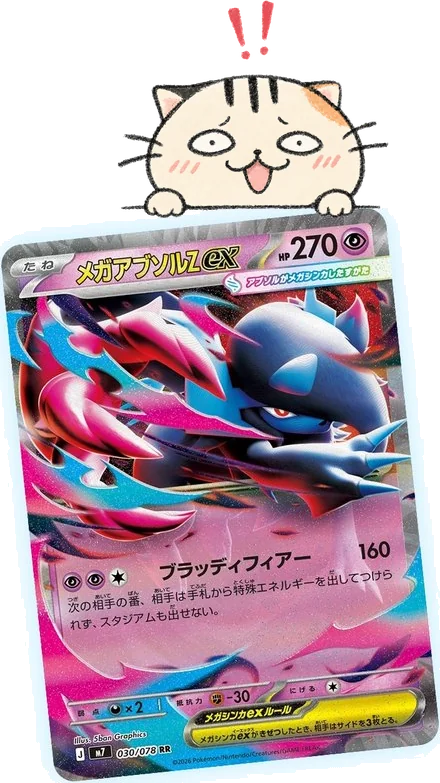 !!
たね
メガアブソルZex
HP 270
アブソルがメガシンカしたすがた
ブラッディフィアー 160
次の相手の番、相手は手札から特殊エネルギーを出してつけら
れず、スタジアムも出せない。
弱点 ×2 抵抗力 -30 にげる
メガシンカexルール
メガシンカexがきぜつしたとき、相手はサイドを3枚とる。
Illus. 5ban Graphics
J m7 030/078 RR
©2026 Pokémon/Nintendo/Creatures/GAME FREAK